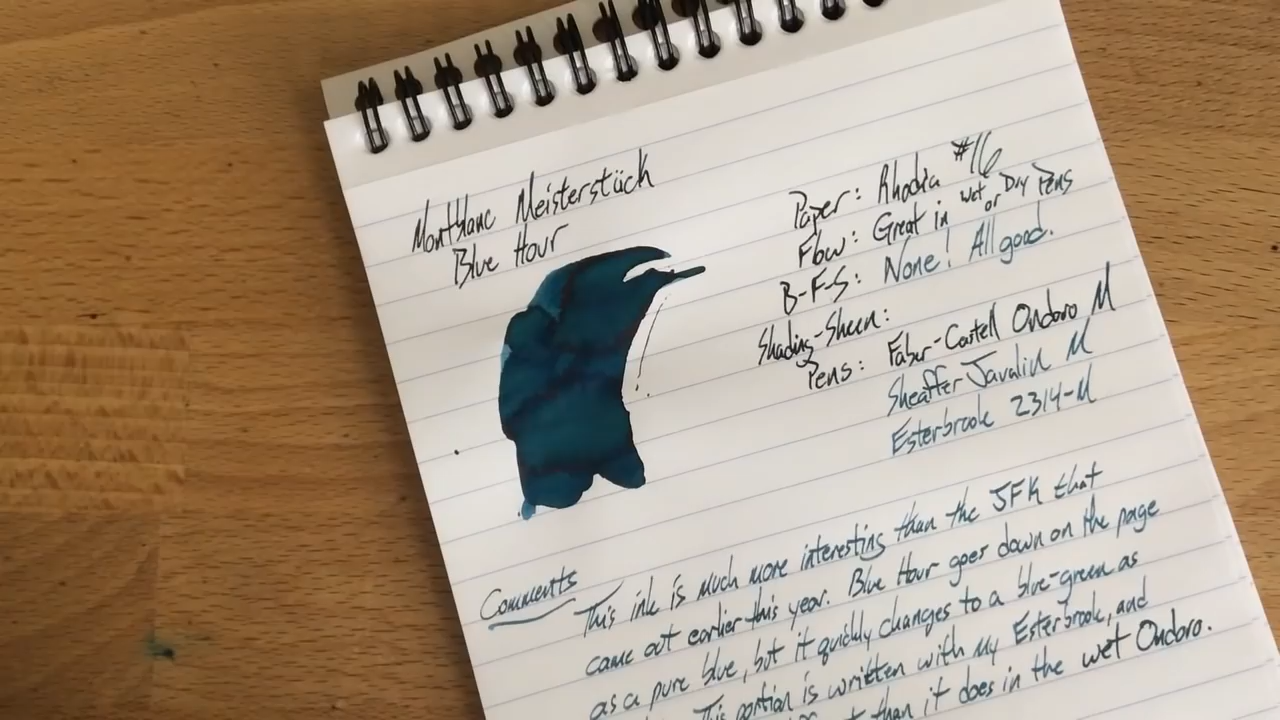 Montblanc Meisterstück
Blue Hour
Paper: Rhodia #16
Flow: Great in wet or Dry Pens
B-F-S: None! All good.
Shading-Sheen:
Pens: Faber-Castell Ondoro M
Sheaffer Javalin M
Esterbrook 2314-M
Comments
This ink is much more interesting than the JFK that
came out earlier this year. Blue Hour goes down on the page
as a pure blue, but it quickly changes to a blue-green as
This portion is written with my Esterbrook, and
than it does in the wet Ondoro.